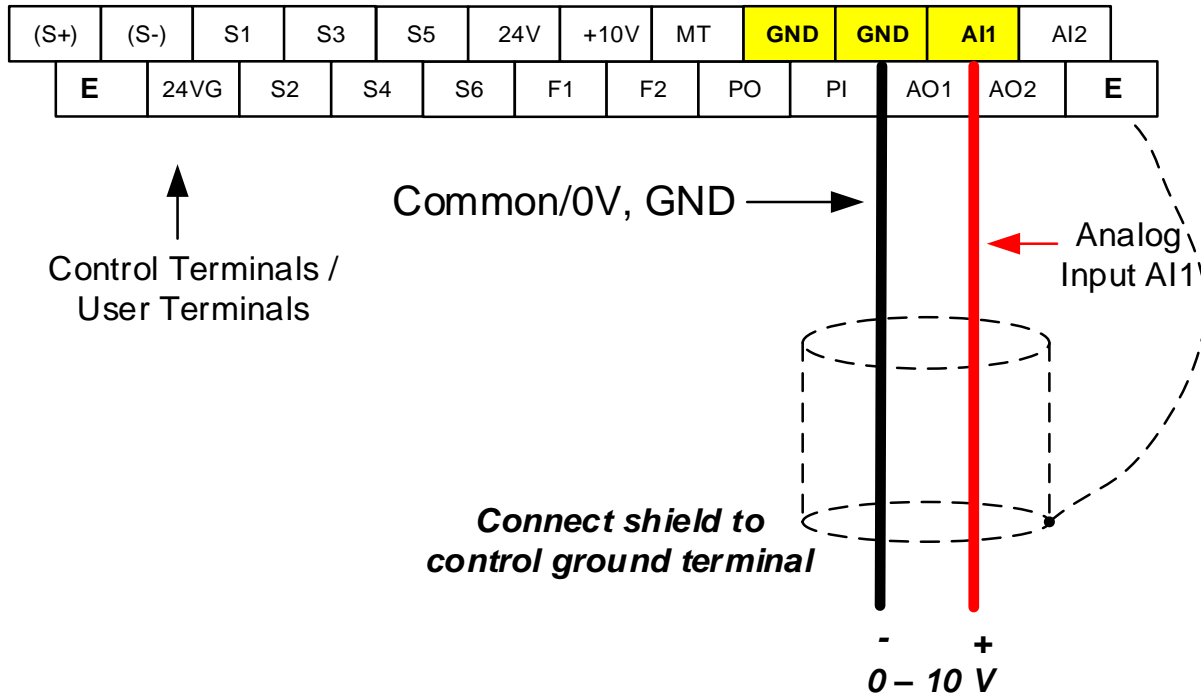 (S+) (S-) S1 S3 S5 24V +10V MT GND GND AI1 AI2
E 24VG S2 S4 S6 F1 F2 PO PI AO1 AO2 E
Common/0V, GND
Control Terminals /
User Terminals
Analog
Input AI1
Connect shield to
control ground terminal
- +
0 – 10 V